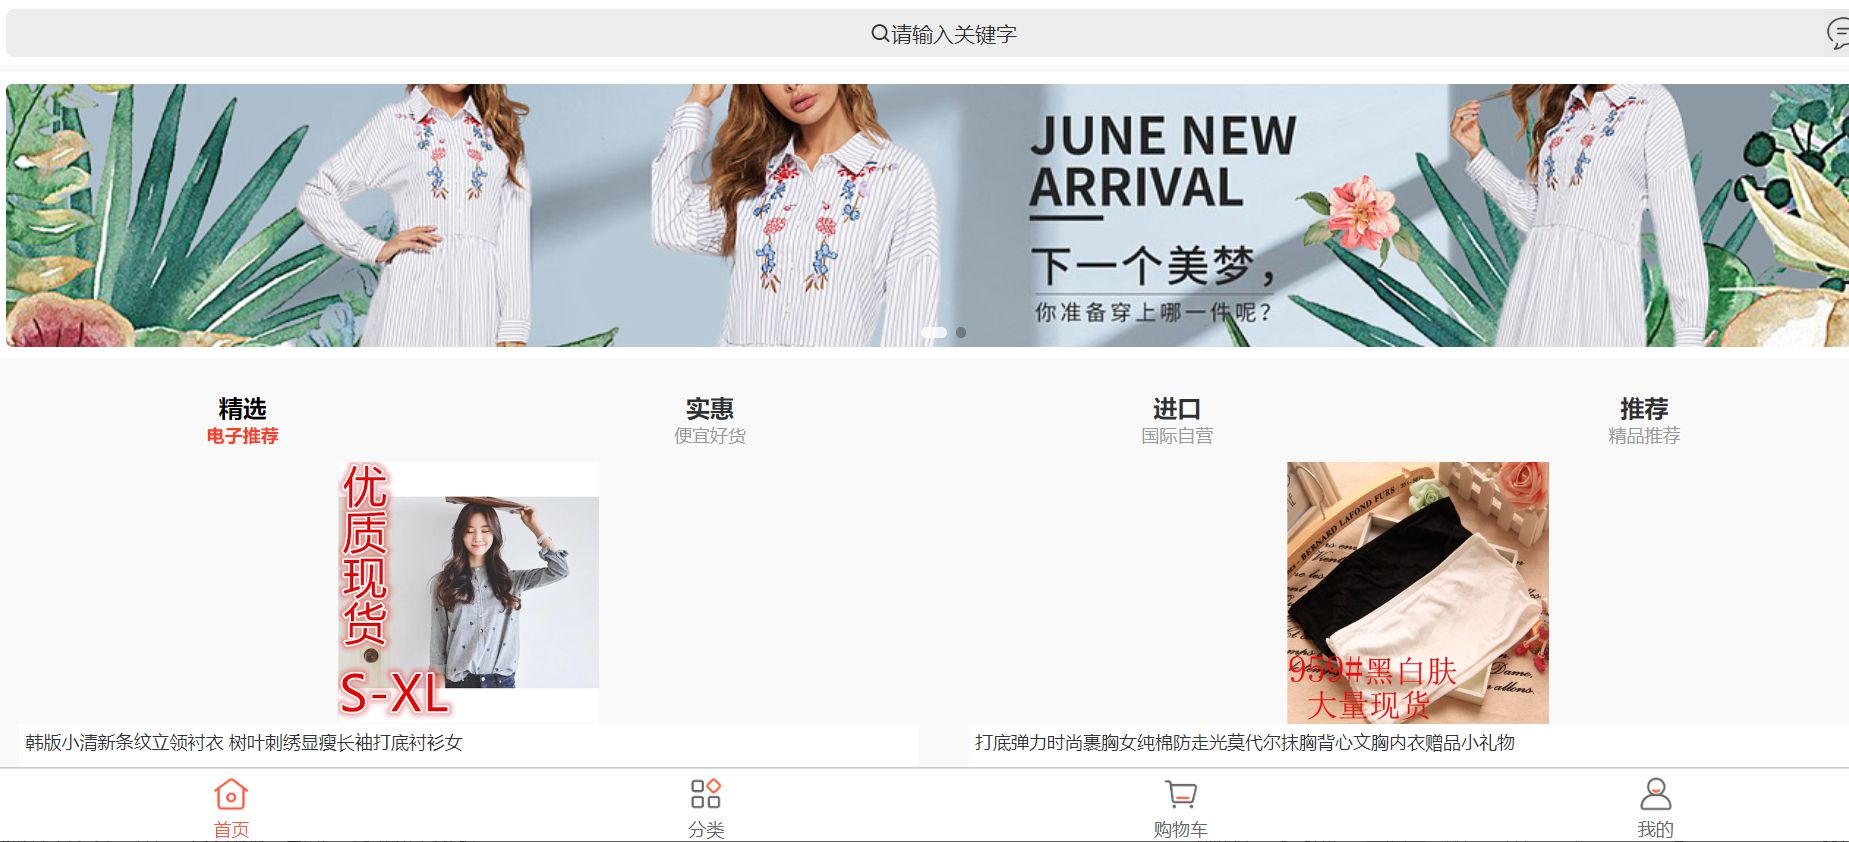 请输入关键字
JUNE NEW
ARRIVAL
下一个美梦，
你准备穿上哪一件呢？
精选
实惠
进口
推荐
电子推荐
便宜好货
国际自营
精品推荐
优质现货
S-XL
BERNARD LAFOND FURS
959#黑白肤
大量现货
韩版小清新条纹立领衬衣 树叶刺绣显瘦长袖打底衬衫女
打底弹力时尚裹胸女纯棉防走光莫代尔抹胸背心文胸内衣赠品小礼物
首页
分类
购物车
我的